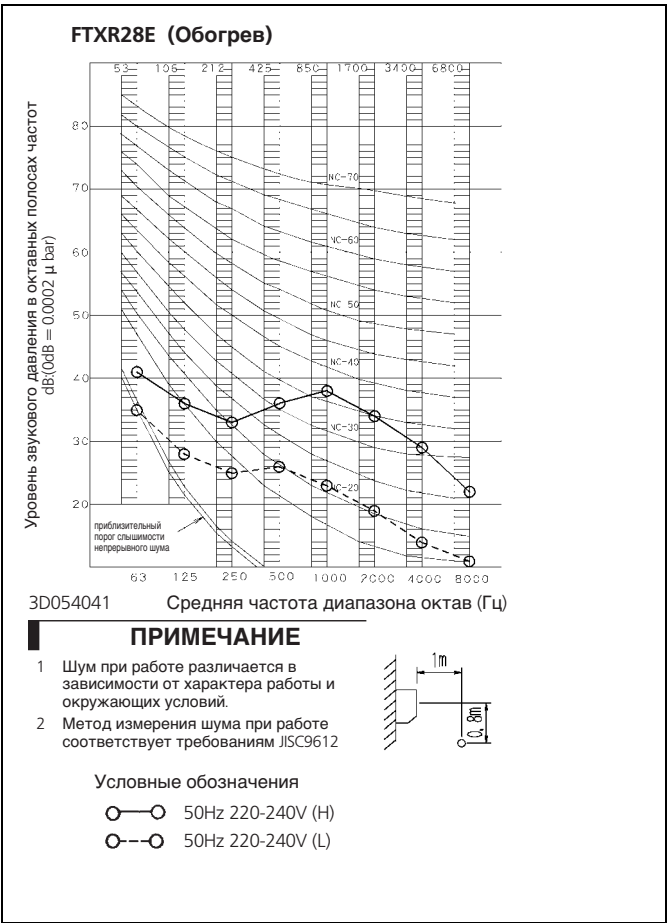 FTXR28E (Обогрев)
53 106 212 425 850 1700 3400 6800
Уровень звукового давления в октавных полосах частот
dB:(0dB = 0.0002 μ bar)
80
70
60
50
40
30
20
NC-70
NC-60
NC-50
NC-40
NC-30
NC-20
приблизительный
порог слышимости
непрерывного шума
63 125 250 500 1000 2000 4000 8000
3D054041 Средняя частота диапазона октав (Гц)
ПРИМЕЧАНИЕ
1 Шум при работе различается в
зависимости от характера работы и
окружающих условий.
2 Метод измерения шума при работе
соответствует требованиям JISC9612
1m
0,8m
Условные обозначения
50Hz 220-240V (H)
50Hz 220-240V (L)